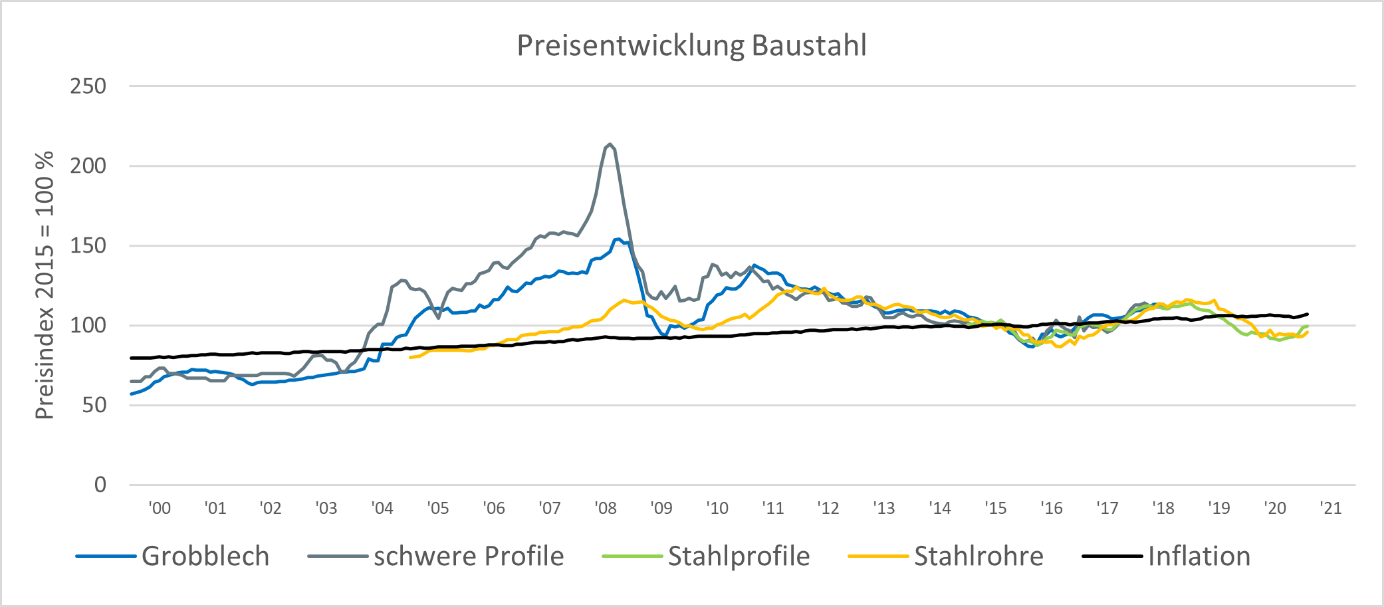 Preisentwicklung Baustahl
Preisindex 2015 = 100 %
250
200
150
100
50
0
'00 '01 '02 '03 '04 '05 '06 '07 '08 '09 '10 '11 '12 '13 '14 '15 '16 '17 '18 '19 '20 '21
Grobblech schwere Profile Stahlprofile Stahlrohre Inflation